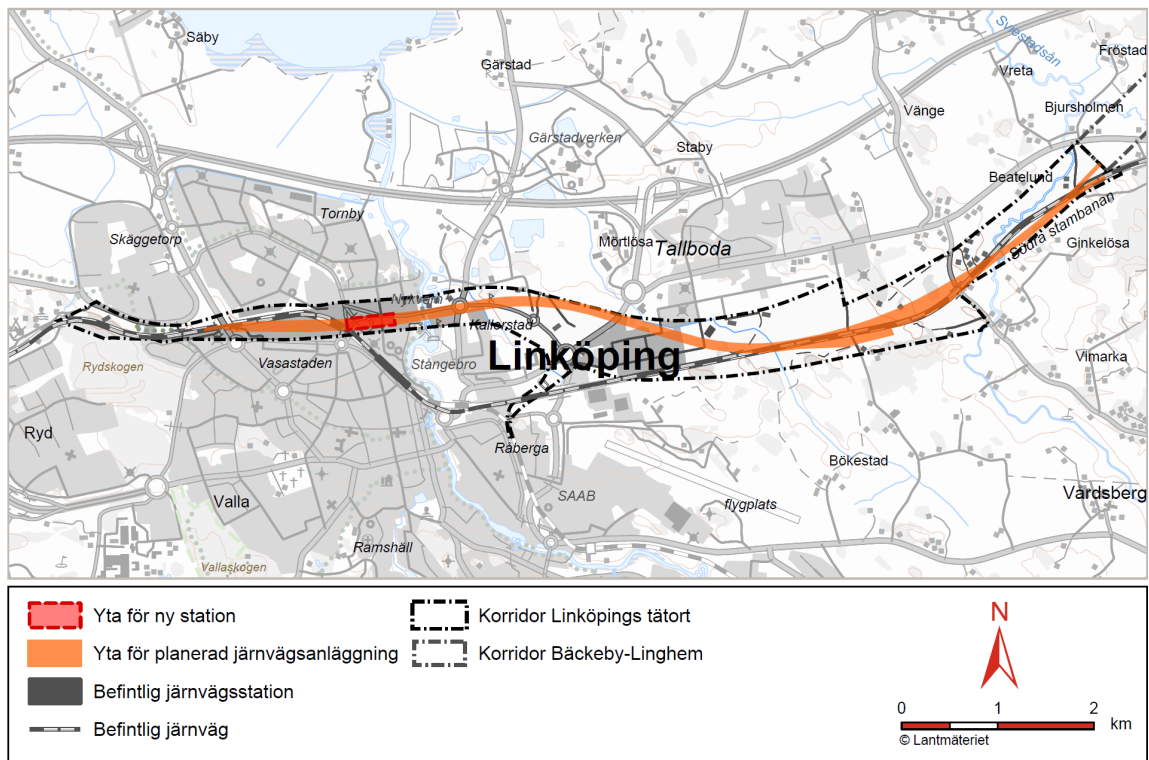 Säby
Gärstad
Sviestadsån
Fröstad
Vreta
Vänge
Bjursholmen
Gärstadverken
Staby
Beatelund
Tornby
Skäggetorp
Mörtlösa
Tallboda
Södra stambanan
Ginkelösa
Nykvarn
Kallerstad
Linköping
Vasastaden
Stångebro
Rydskogen
Vimarka
Ryd
Råberga
Bökestad
Valla
SAAB
flygplats
Vårdsberg
Ramshäll
Vallaskogen
Yta för ny station
Yta för planerad järnvägsanläggning
Befintlig järnvägsstation
Befintlig järnväg
Korridor Linköpings tätort
Korridor Bäckeby-Linghem
N
0 1 2
km
© Lantmäteriet